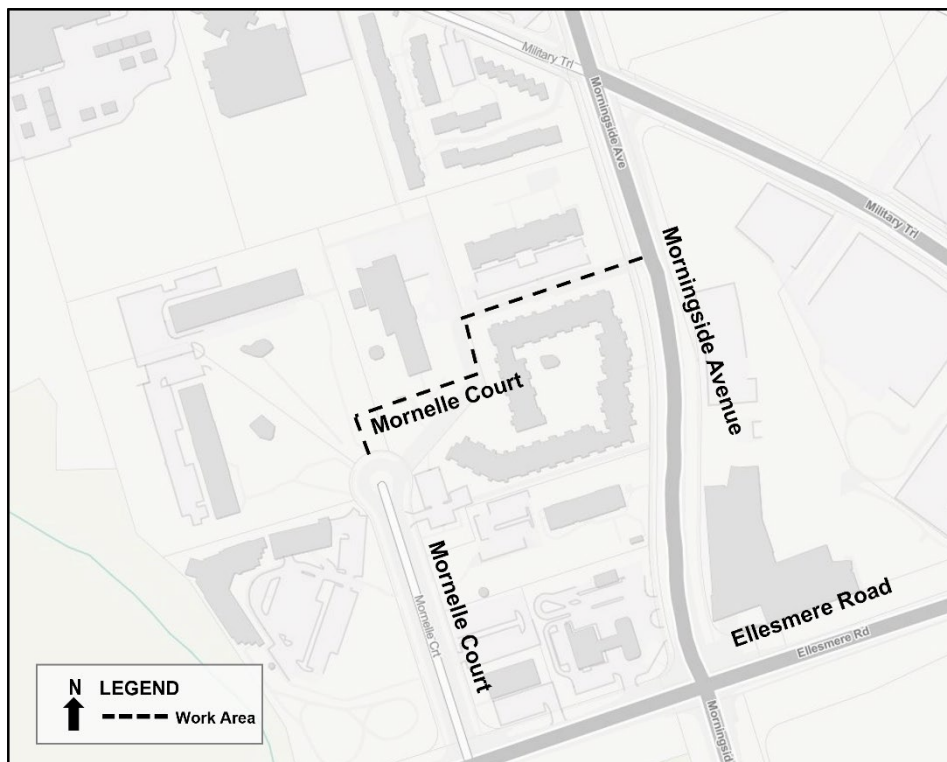 Military Trl
Morningside Ave
Military Trl
Morningside Avenue
Mornelle Court
Mornelle Court
Mornelle Crt
Ellesmere Road
Ellesmere Rd
Morningside
N LEGEND
Work Area